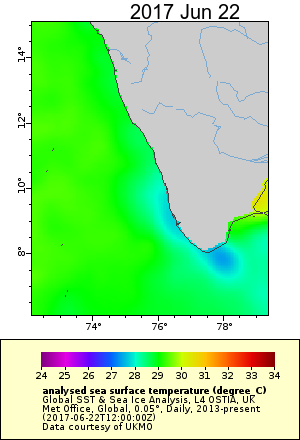 2017 Jun 22
14°
12°
10°
8°
74°
76°
78°
24 25 26 27 28 29 30 31 32 33 34
analysed sea surface temperature (degree_C)
Global SST & Sea Ice Analysis, L4 OSTIA, UK
Met Office, Global, 0.05°, Daily, 2013-present
(2017-06-22T12:00:00Z)
Data courtesy of UKMO